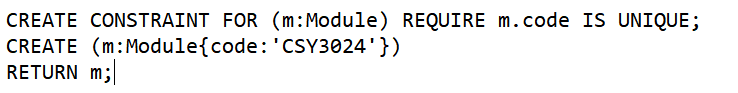 CREATE CONSTRAINT FOR (m:Module) REQUIRE m.code IS UNIQUE;
CREATE (m:Module{code:'CSY3024'})
RETURN m;